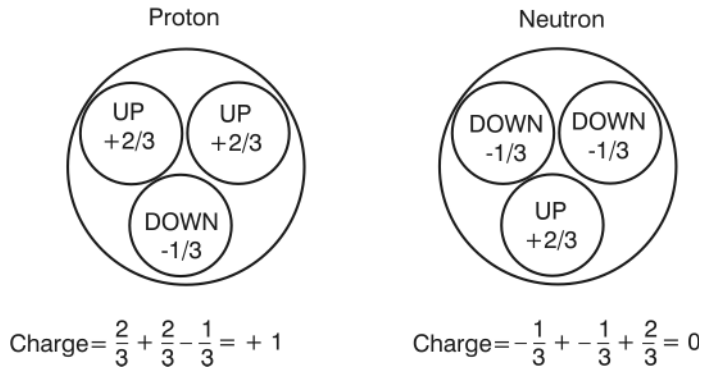 Proton
UP
+2/3
UP
+2/3
DOWN
-1/3
Charge= 2/3 + 2/3 - 1/3 = + 1
Neutron
DOWN
-1/3
DOWN
-1/3
UP
+2/3
Charge= - 1/3 + - 1/3 + 2/3 = 0